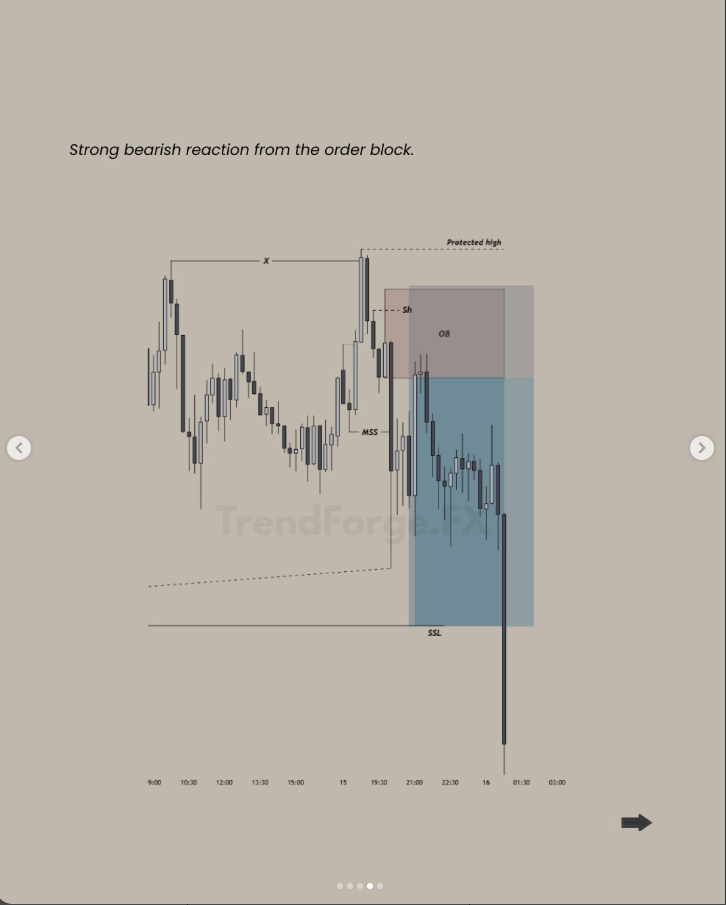 Strong bearish reaction from the order block.
Protected high
X
Sh
OB
MSS
TrendForge.FX
SSL
9:00 10:30 12:00 13:30 15:00 15 19:30 21:00 22:30 16 01:30 03:00